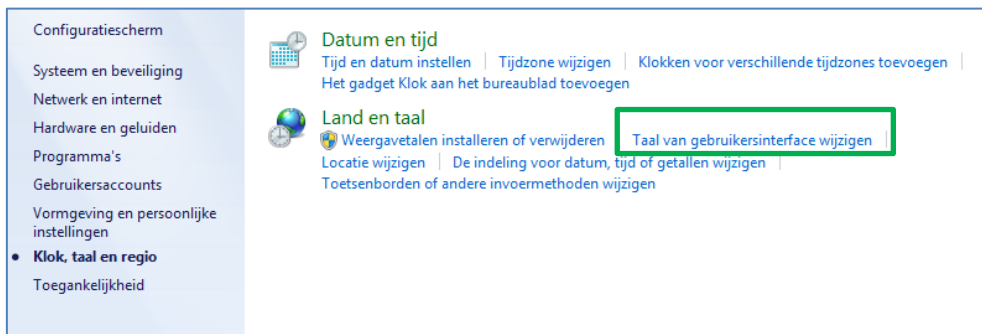 Configuratiescherm
Systeem en beveiliging
Netwerk en internet
Hardware en geluiden
Programma's
Gebruikersaccounts
Vormgeving en persoonlijke
instellingen
Klok, taal en regio
Toegankelijkheid
Datum en tijd
Tijd en datum instellen
Tijdzone wijzigen
Klokken voor verschillende tijdzones toevoegen
Het gadget Klok aan het bureaublad toevoegen
Land en taal
Weergavetalen installeren of verwijderen
Taal van gebruikersinterface wijzigen
Locatie wijzigen
De indeling voor datum, tijd of getallen wijzigen
Toetsenborden of andere invoermethoden wijzigen